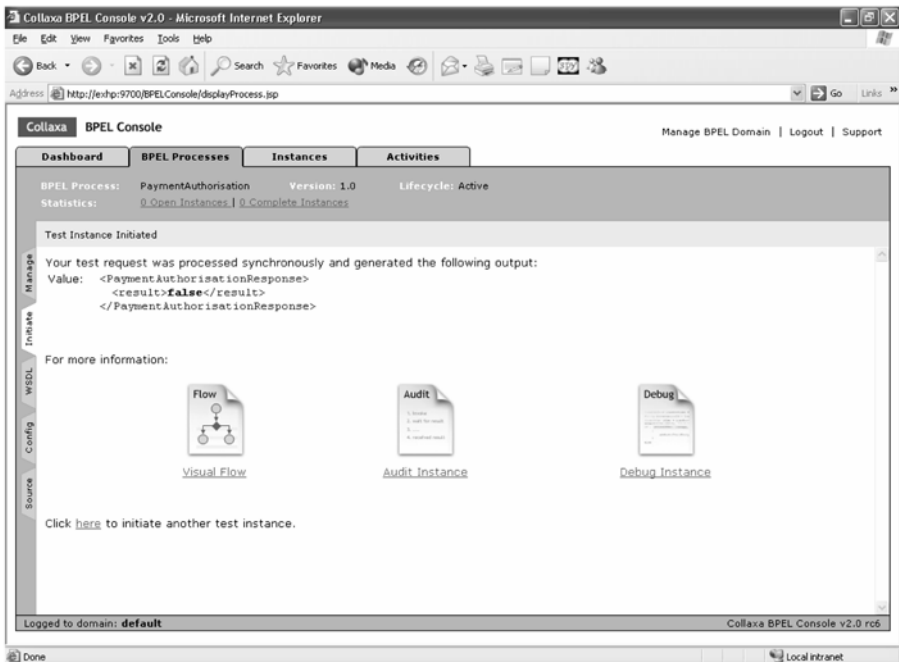 Collaxa BPEL Console v2.0 - Microsoft Internet Explorer
File Edit View Favorites Tools Help
Back Search Favorites Media
Address http://exhp:9700/BPELConsole/displayProcess.jsp Go Links »
Collaxa BPEL Console
Manage BPEL Domain | Logout | Support
Dashboard BPEL Processes Instances Activities
BPEL Process: PaymentAuthorisation Version: 1.0 Lifecycle: Active
Statistics: 0 Open Instances | 0 Complete Instances
Test Instance Initiated
Manage
Initiate
WSDL
Config
Source
Your test request was processed synchronously and generated the following output:
Value: <PaymentAuthorisationResponse>
<result>false</result>
</PaymentAuthorisationResponse>
For more information:
Flow
Visual Flow
Audit
Audit Instance
Debug
Debug Instance
Click here to initiate another test instance.
Logged to domain: default
Collaxa BPEL Console v2.0 rc6
Done
Local intranet